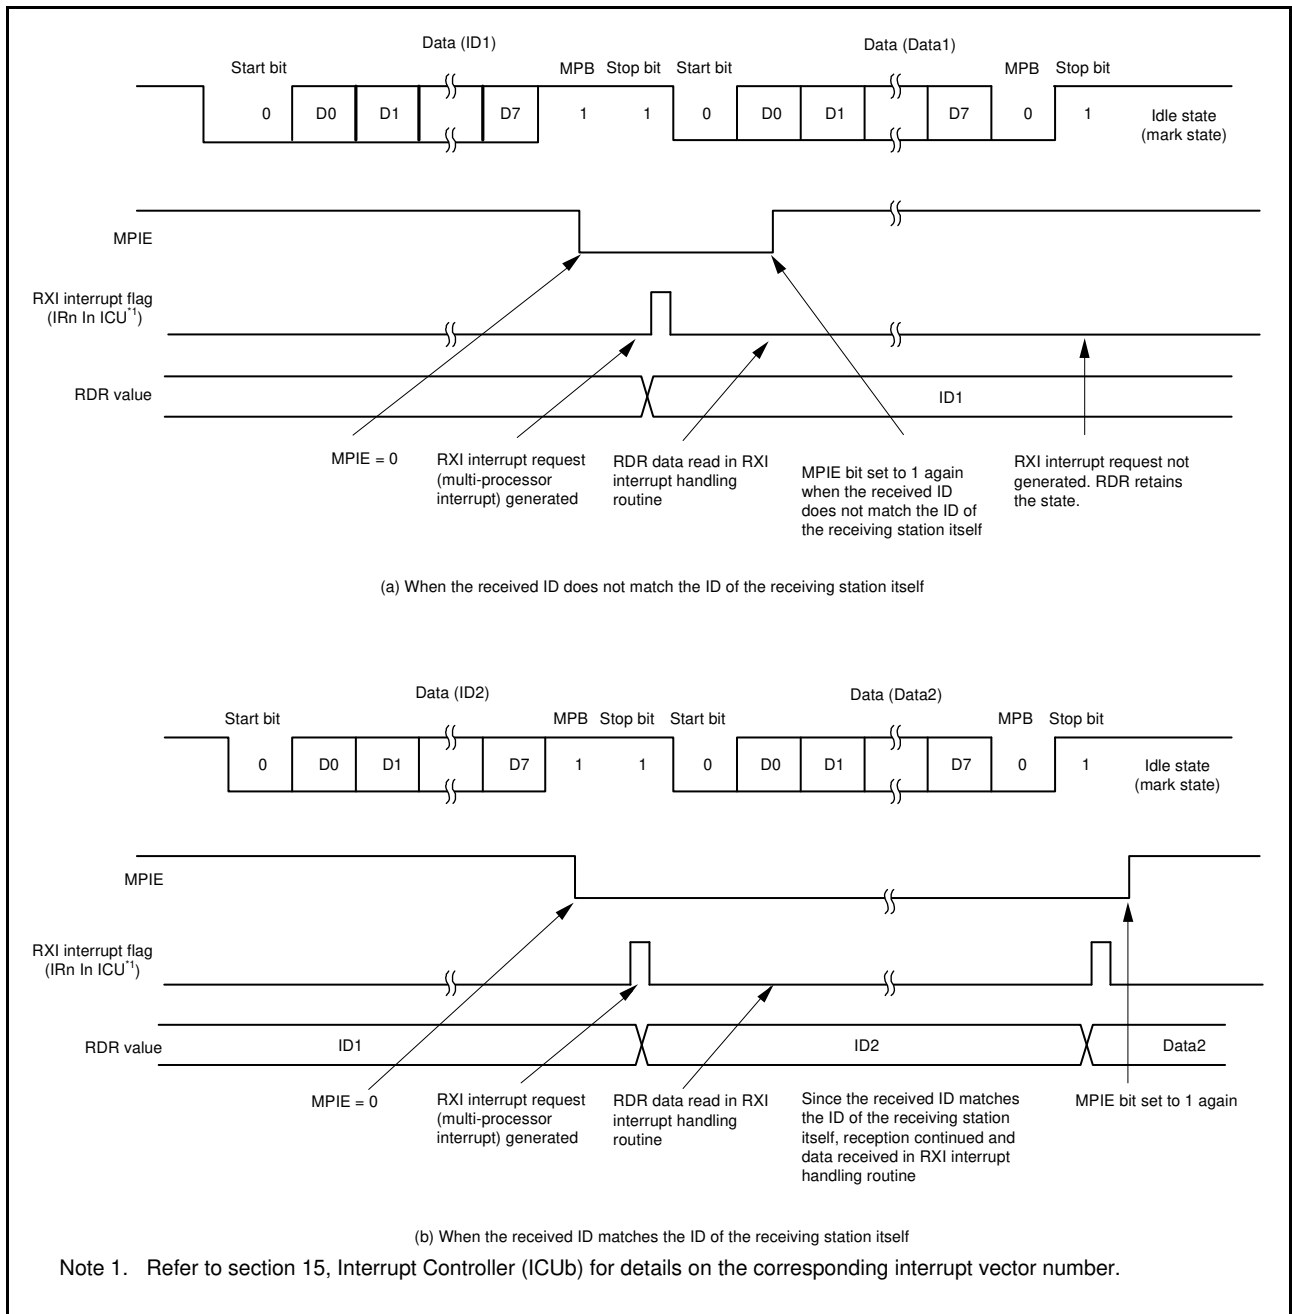 Data (ID1)
Data (Data1)
Start bit
MPB
Stop bit
Start bit
MPB
Stop bit
0
D0
D1
D7
1
1
0
D0
D1
D7
0
1
Idle state
(mark state)
MPIE
RXI interrupt flag
(IRn In ICU*1)
RDR value
ID1
MPIE = 0
RXI interrupt request
(multi-processor
interrupt) generated
RDR data read in RXI
interrupt handling
routine
MPIE bit set to 1 again
when the received ID
does not match the ID of
the receiving station itself
RXI interrupt request not
generated. RDR retains
the state.
(a) When the received ID does not match the ID of the receiving station itself
Data (ID2)
Data (Data2)
Start bit
MPB
Stop bit
Start bit
MPB
Stop bit
0
D0
D1
D7
1
1
0
D0
D1
D7
0
1
Idle state
(mark state)
MPIE
RXI interrupt flag
(IRn In ICU*1)
RDR value
ID1
ID2
Data2
MPIE = 0
RXI interrupt request
(multi-processor
interrupt) generated
RDR data read in RXI
interrupt handling
routine
Since the received ID matches
the ID of the receiving station
itself, reception continued and
data received in RXI interrupt
handling routine
MPIE bit set to 1 again
(b) When the received ID matches the ID of the receiving station itself
Note 1. Refer to section 15, Interrupt Controller (ICUb) for details on the corresponding interrupt vector number.